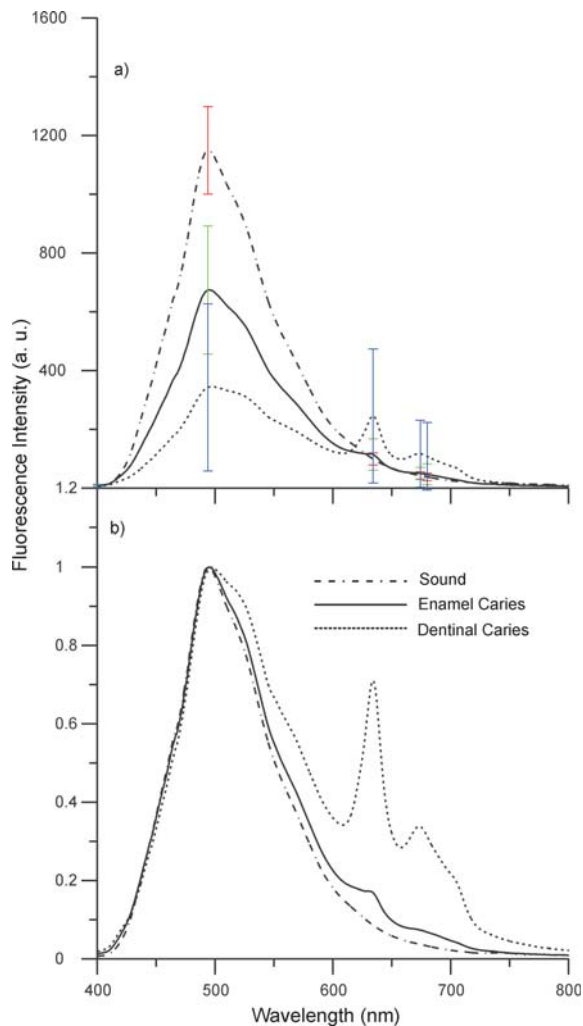 1600
a)
1200
800
400
1.2
Fluorescence Intensity (a. u.)
b)
1
0.8
0.6
0.4
0.2
0
Sound
Enamel Caries
Dentinal Caries
400 500 600 700 800
Wavelength (nm)